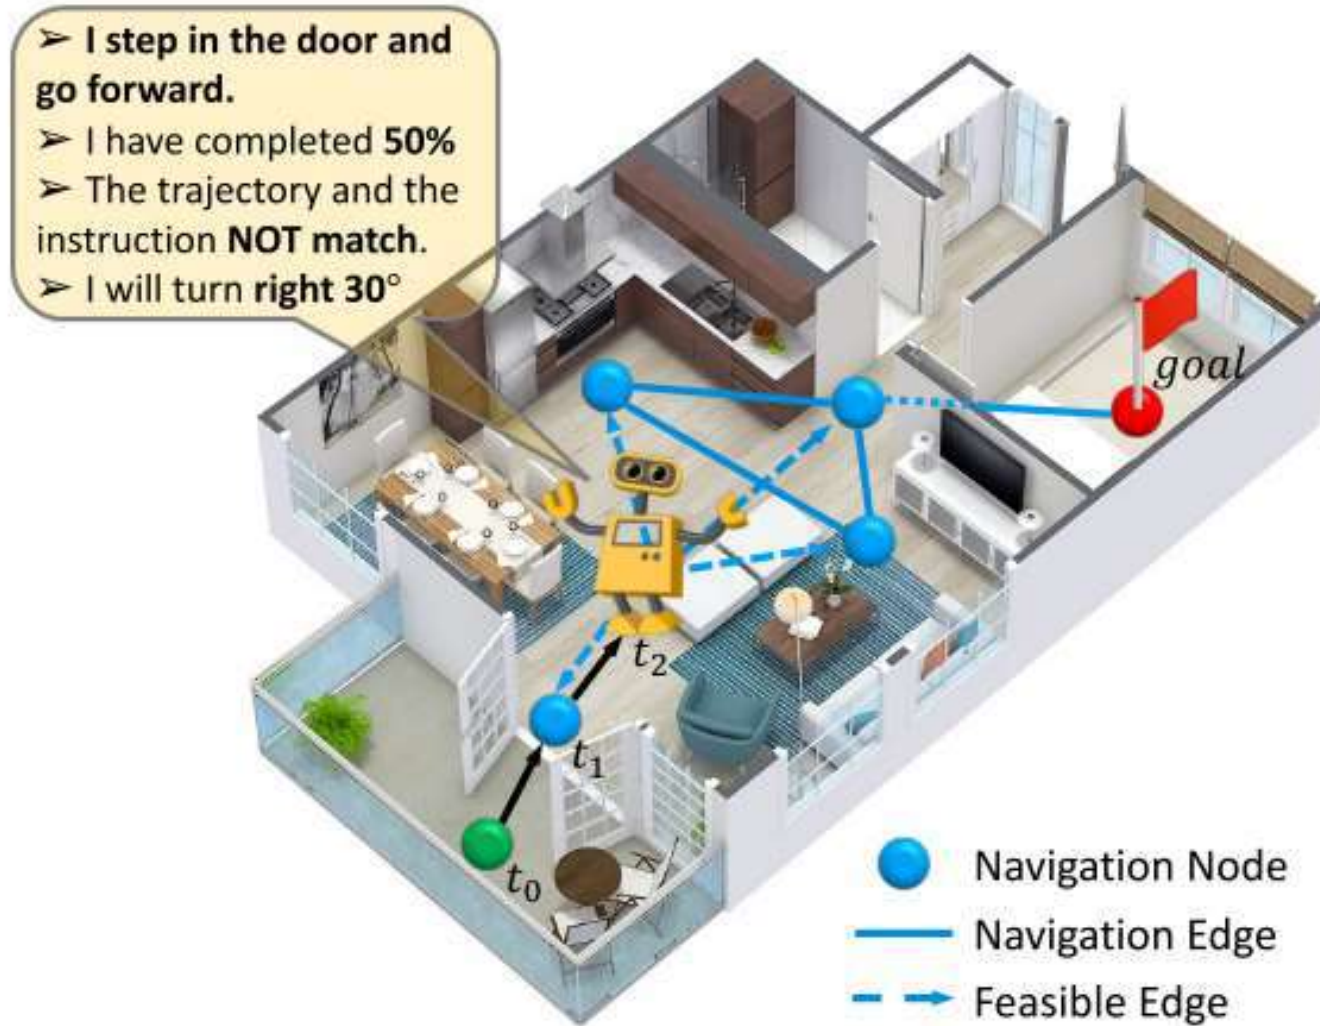 ➢ I step in the door and
go forward.
➢ I have completed 50%
➢ The trajectory and the
instruction NOT match.
➢ I will turn right 30°
goal
t₂
t₁
t₀
Navigation Node
Navigation Edge
Feasible Edge